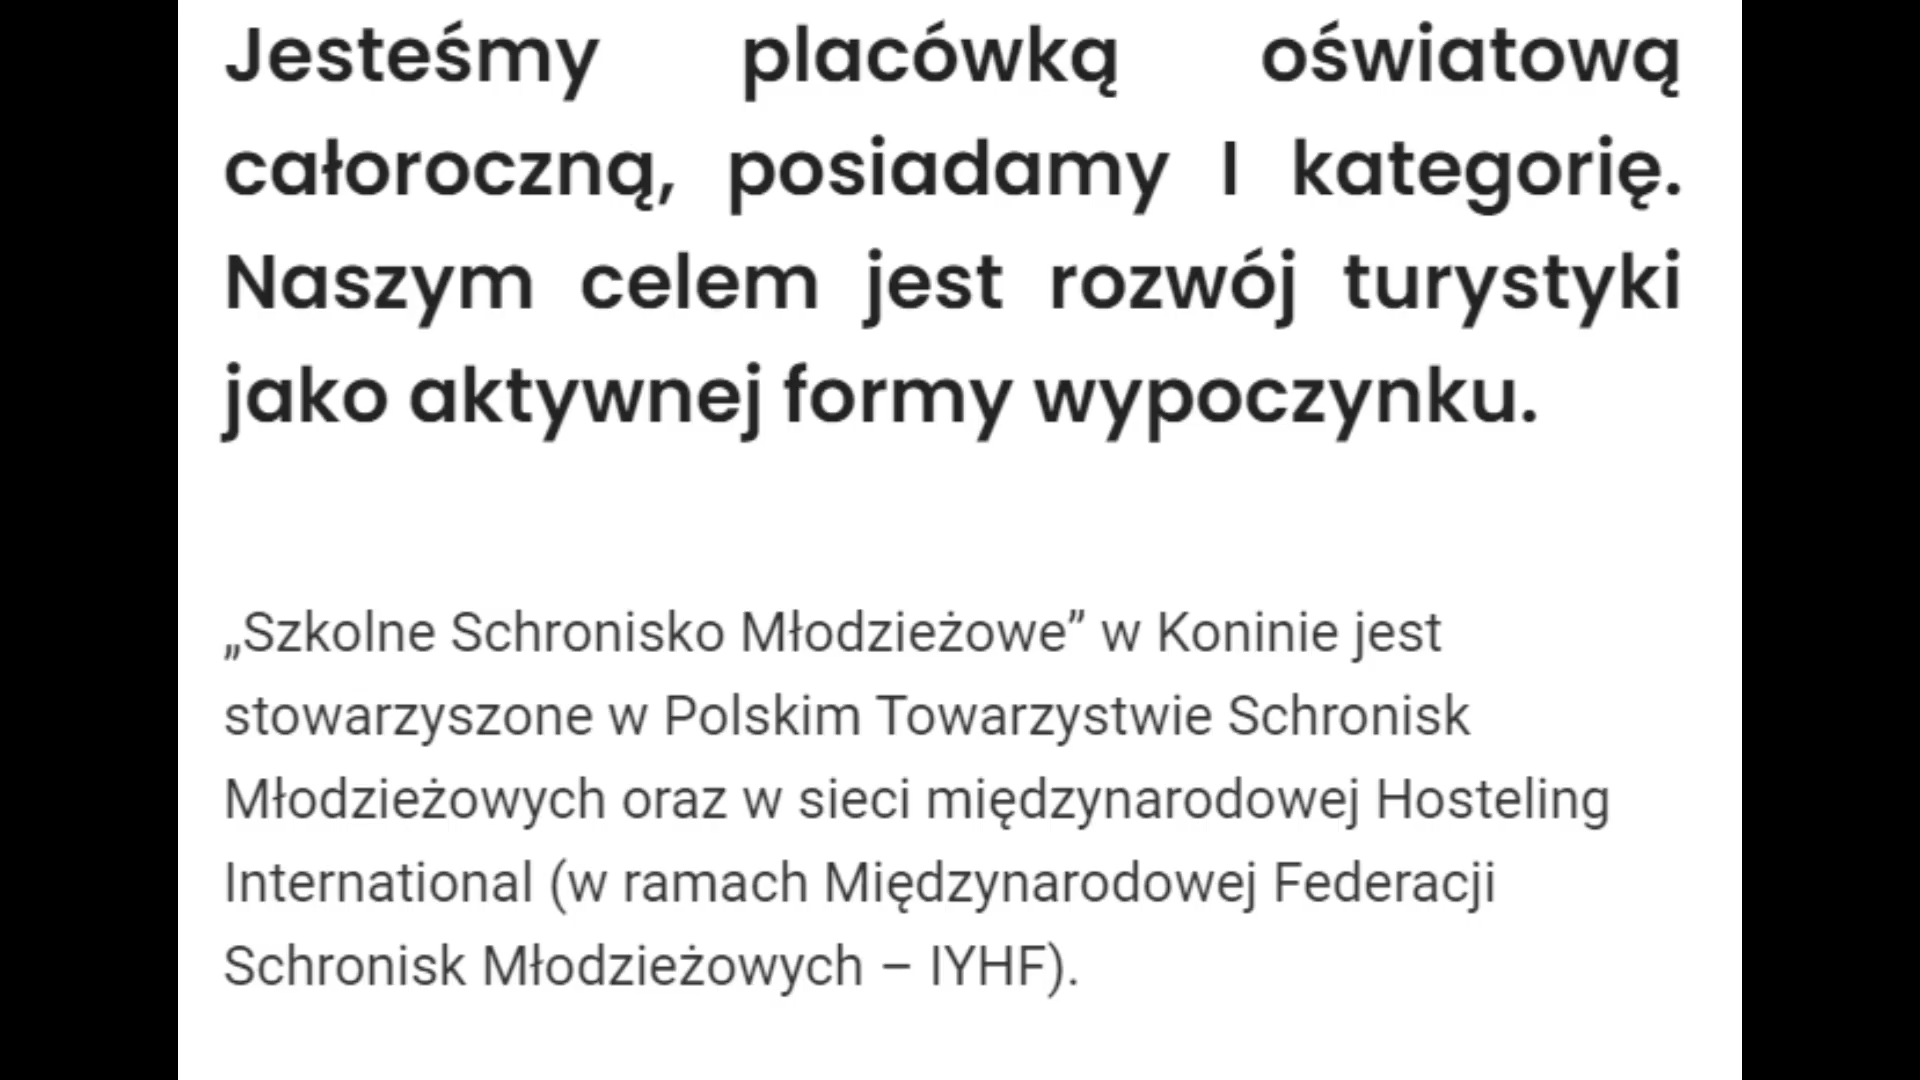 Jesteśmy placówką oświatową
całoroczną, posiadamy I kategorię.
Naszym celem jest rozwój turystyki
jako aktywnej formy wypoczynku.
„Szkolne Schronisko Młodzieżowe” w Koninie jest
stowarzyszone w Polskim Towarzystwie Schronisk
Młodzieżowych oraz w sieci międzynarodowej Hosteling
International (w ramach Międzynarodowej Federacji
Schronisk Młodzieżowych – IYHF).